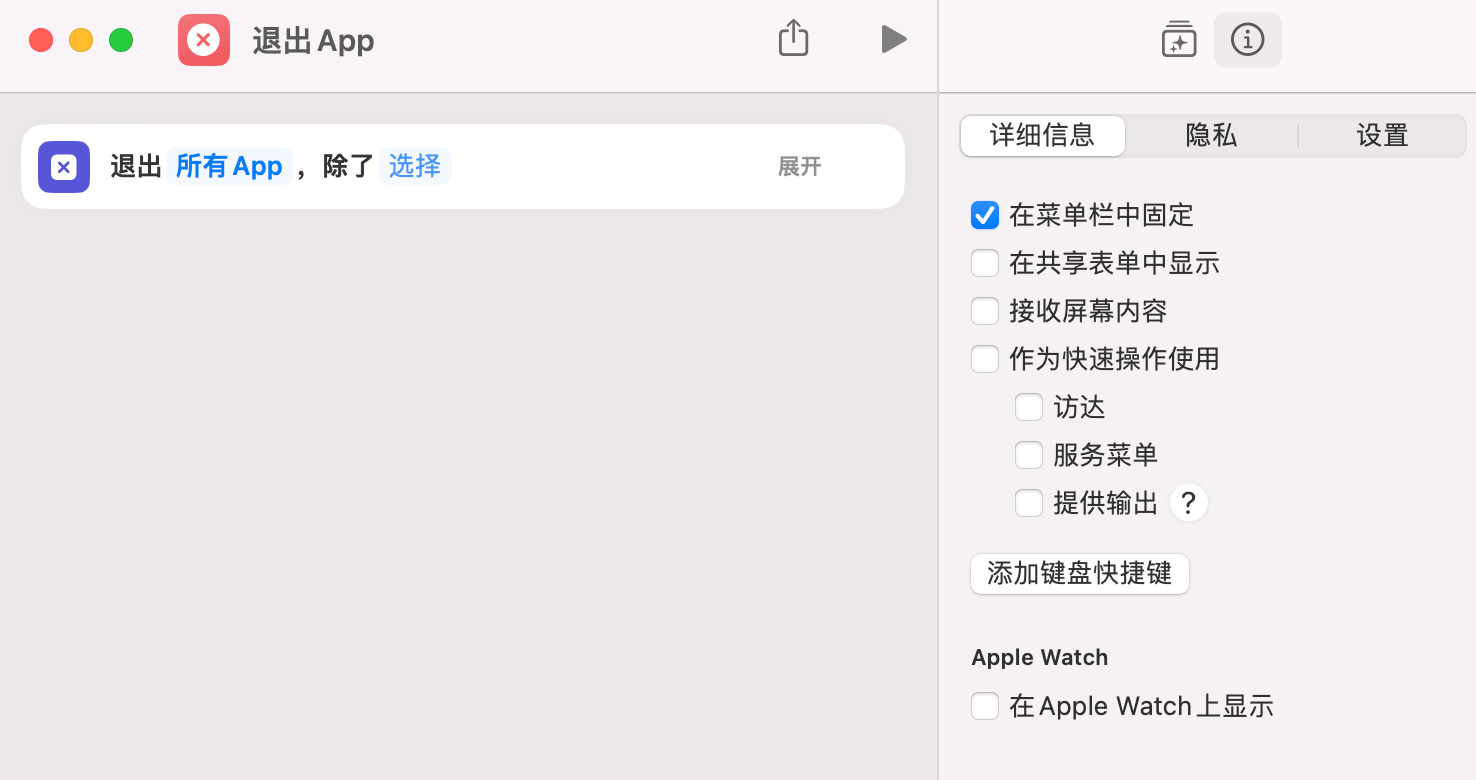 退出 App
退出 所有 App ，除了 选择 展开
详细信息 隐私 设置
在菜单栏中固定
在共享表单中显示
接收屏幕内容
作为快速操作使用
访达
服务菜单
提供输出 ?
添加键盘快捷键
Apple Watch
在 Apple Watch 上显示